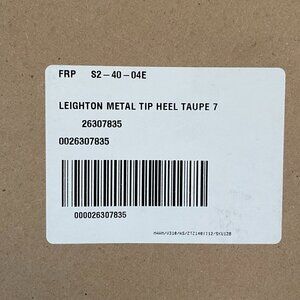 FRP S2-40-04E
LEIGHTON METAL TIP HEEL TAUPE 7
26307835
0026307835
000026307835